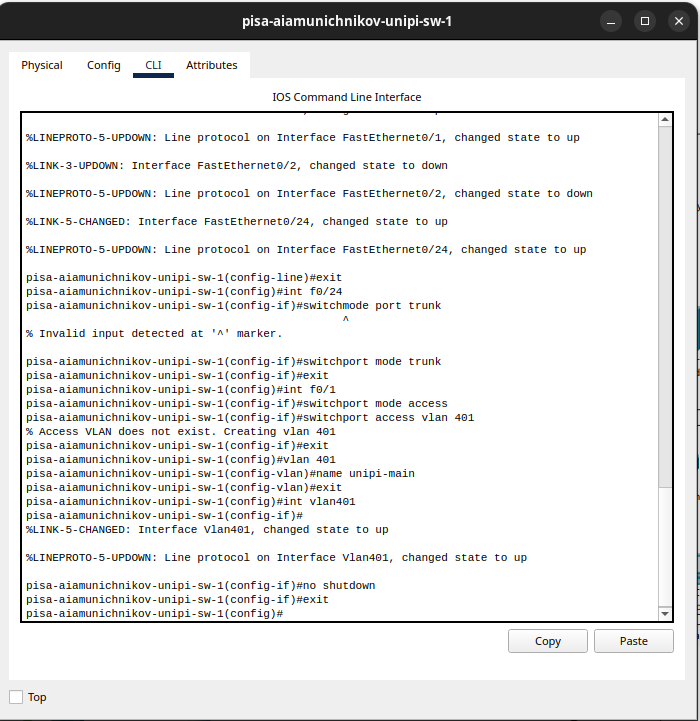 pisa-aiamunichnikov-unipi-sw-1
Physical Config CLI Attributes
IOS Command Line Interface
%LINEPROTO-5-UPDOWN: Line protocol on Interface FastEthernet0/1, changed state to up
%LINK-3-UPDOWN: Interface FastEthernet0/2, changed state to down
%LINEPROTO-5-UPDOWN: Line protocol on Interface FastEthernet0/2, changed state to down
%LINK-5-CHANGED: Interface FastEthernet0/24, changed state to up
%LINEPROTO-5-UPDOWN: Line protocol on Interface FastEthernet0/24, changed state to up
pisa-aiamunichnikov-unipi-sw-1(config-line)#exit
pisa-aiamunichnikov-unipi-sw-1(config)#int f0/24
pisa-aiamunichnikov-unipi-sw-1(config-if)#switchmode port trunk
^
% Invalid input detected at '^' marker.
pisa-aiamunichnikov-unipi-sw-1(config-if)#switchport mode trunk
pisa-aiamunichnikov-unipi-sw-1(config-if)#exit
pisa-aiamunichnikov-unipi-sw-1(config)#int f0/1
pisa-aiamunichnikov-unipi-sw-1(config-if)#switchport mode access
pisa-aiamunichnikov-unipi-sw-1(config-if)#switchport access vlan 401
% Access VLAN does not exist. Creating vlan 401
pisa-aiamunichnikov-unipi-sw-1(config-if)#exit
pisa-aiamunichnikov-unipi-sw-1(config)#vlan 401
pisa-aiamunichnikov-unipi-sw-1(config-vlan)#name unipi-main
pisa-aiamunichnikov-unipi-sw-1(config-vlan)#exit
pisa-aiamunichnikov-unipi-sw-1(config)#int vlan401
pisa-aiamunichnikov-unipi-sw-1(config-if)#
%LINK-5-CHANGED: Interface Vlan401, changed state to up
%LINEPROTO-5-UPDOWN: Line protocol on Interface Vlan401, changed state to up
pisa-aiamunichnikov-unipi-sw-1(config-if)#no shutdown
pisa-aiamunichnikov-unipi-sw-1(config-if)#exit
pisa-aiamunichnikov-unipi-sw-1(config)#
Copy Paste
Top